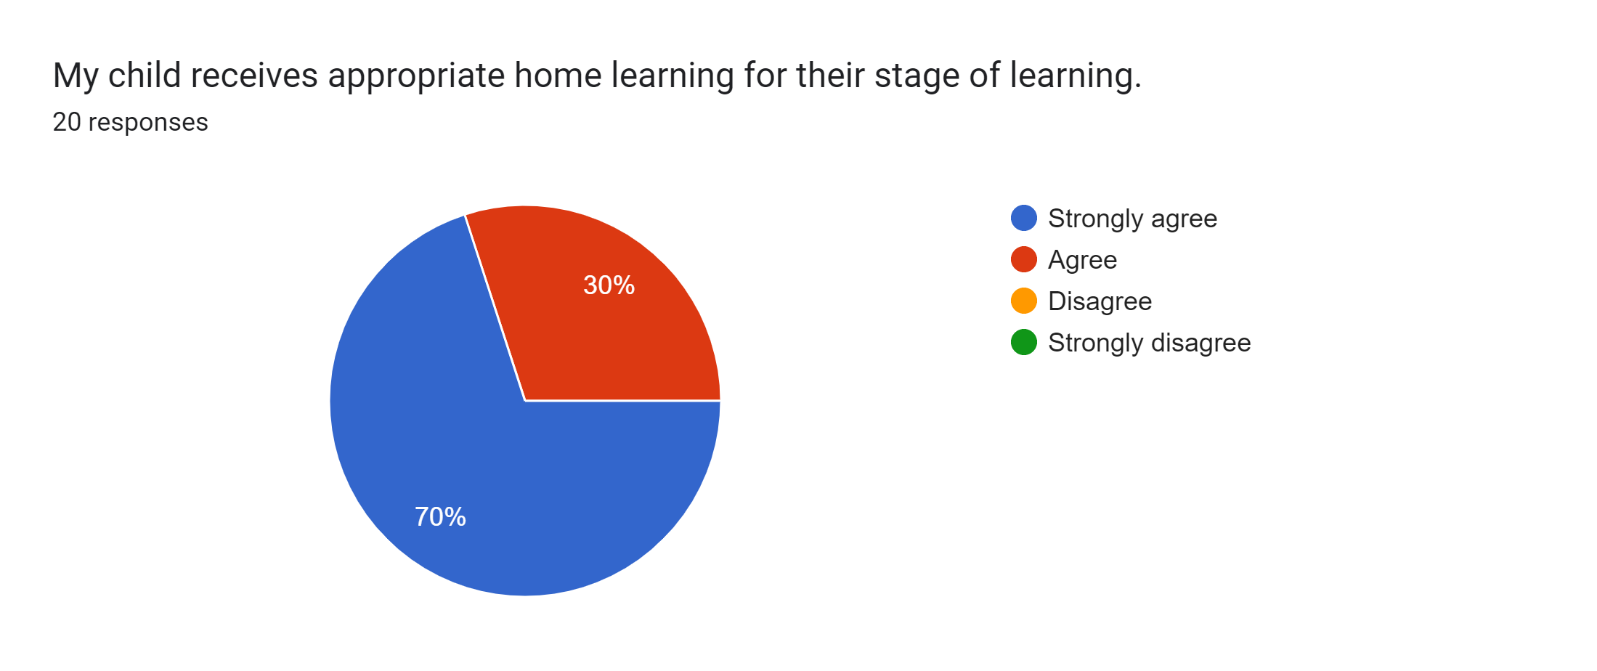 My child receives appropriate home learning for their stage of learning.
20 responses
30%
70%
Strongly agree
Agree
Disagree
Strongly disagree